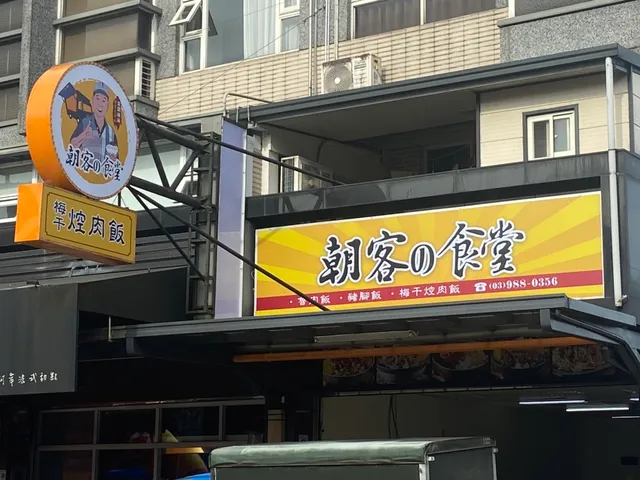 朝客の食堂
梅干 焢肉飯
朝客の食堂
·魯肉飯 ·豬腳飯 ·梅干焢肉飯 ☎(03)988-0356